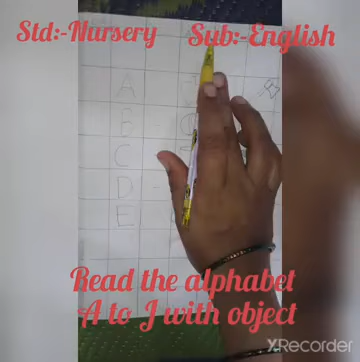 Std:-Nursery Sub:-English
A
B
C
D
E
Read the alphabet
A to J with object
XRecorder